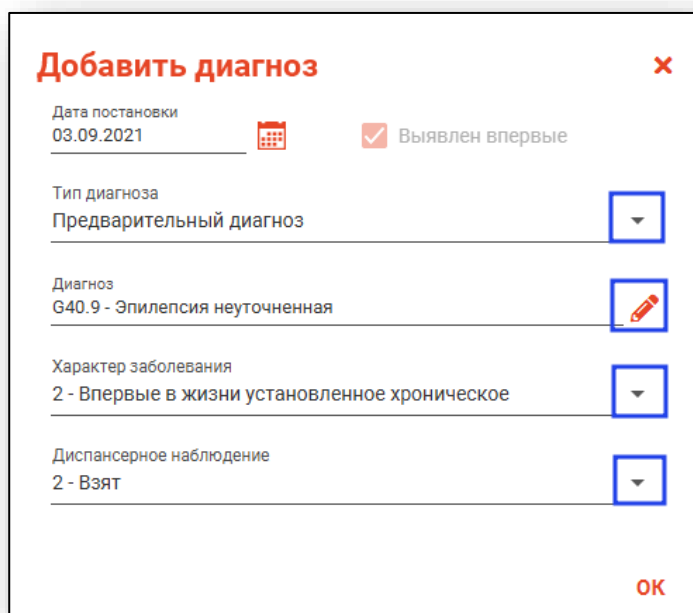 Добавить диагноз
Дата постановки
03.09.2021
Выявлен впервые
Тип диагноза
Предварительный диагноз
Диагноз
G40.9 - Эпилепсия неуточненная
Характер заболевания
2 - Впервые в жизни установленное хроническое
Диспансерное наблюдение
2 - Взят
ОК